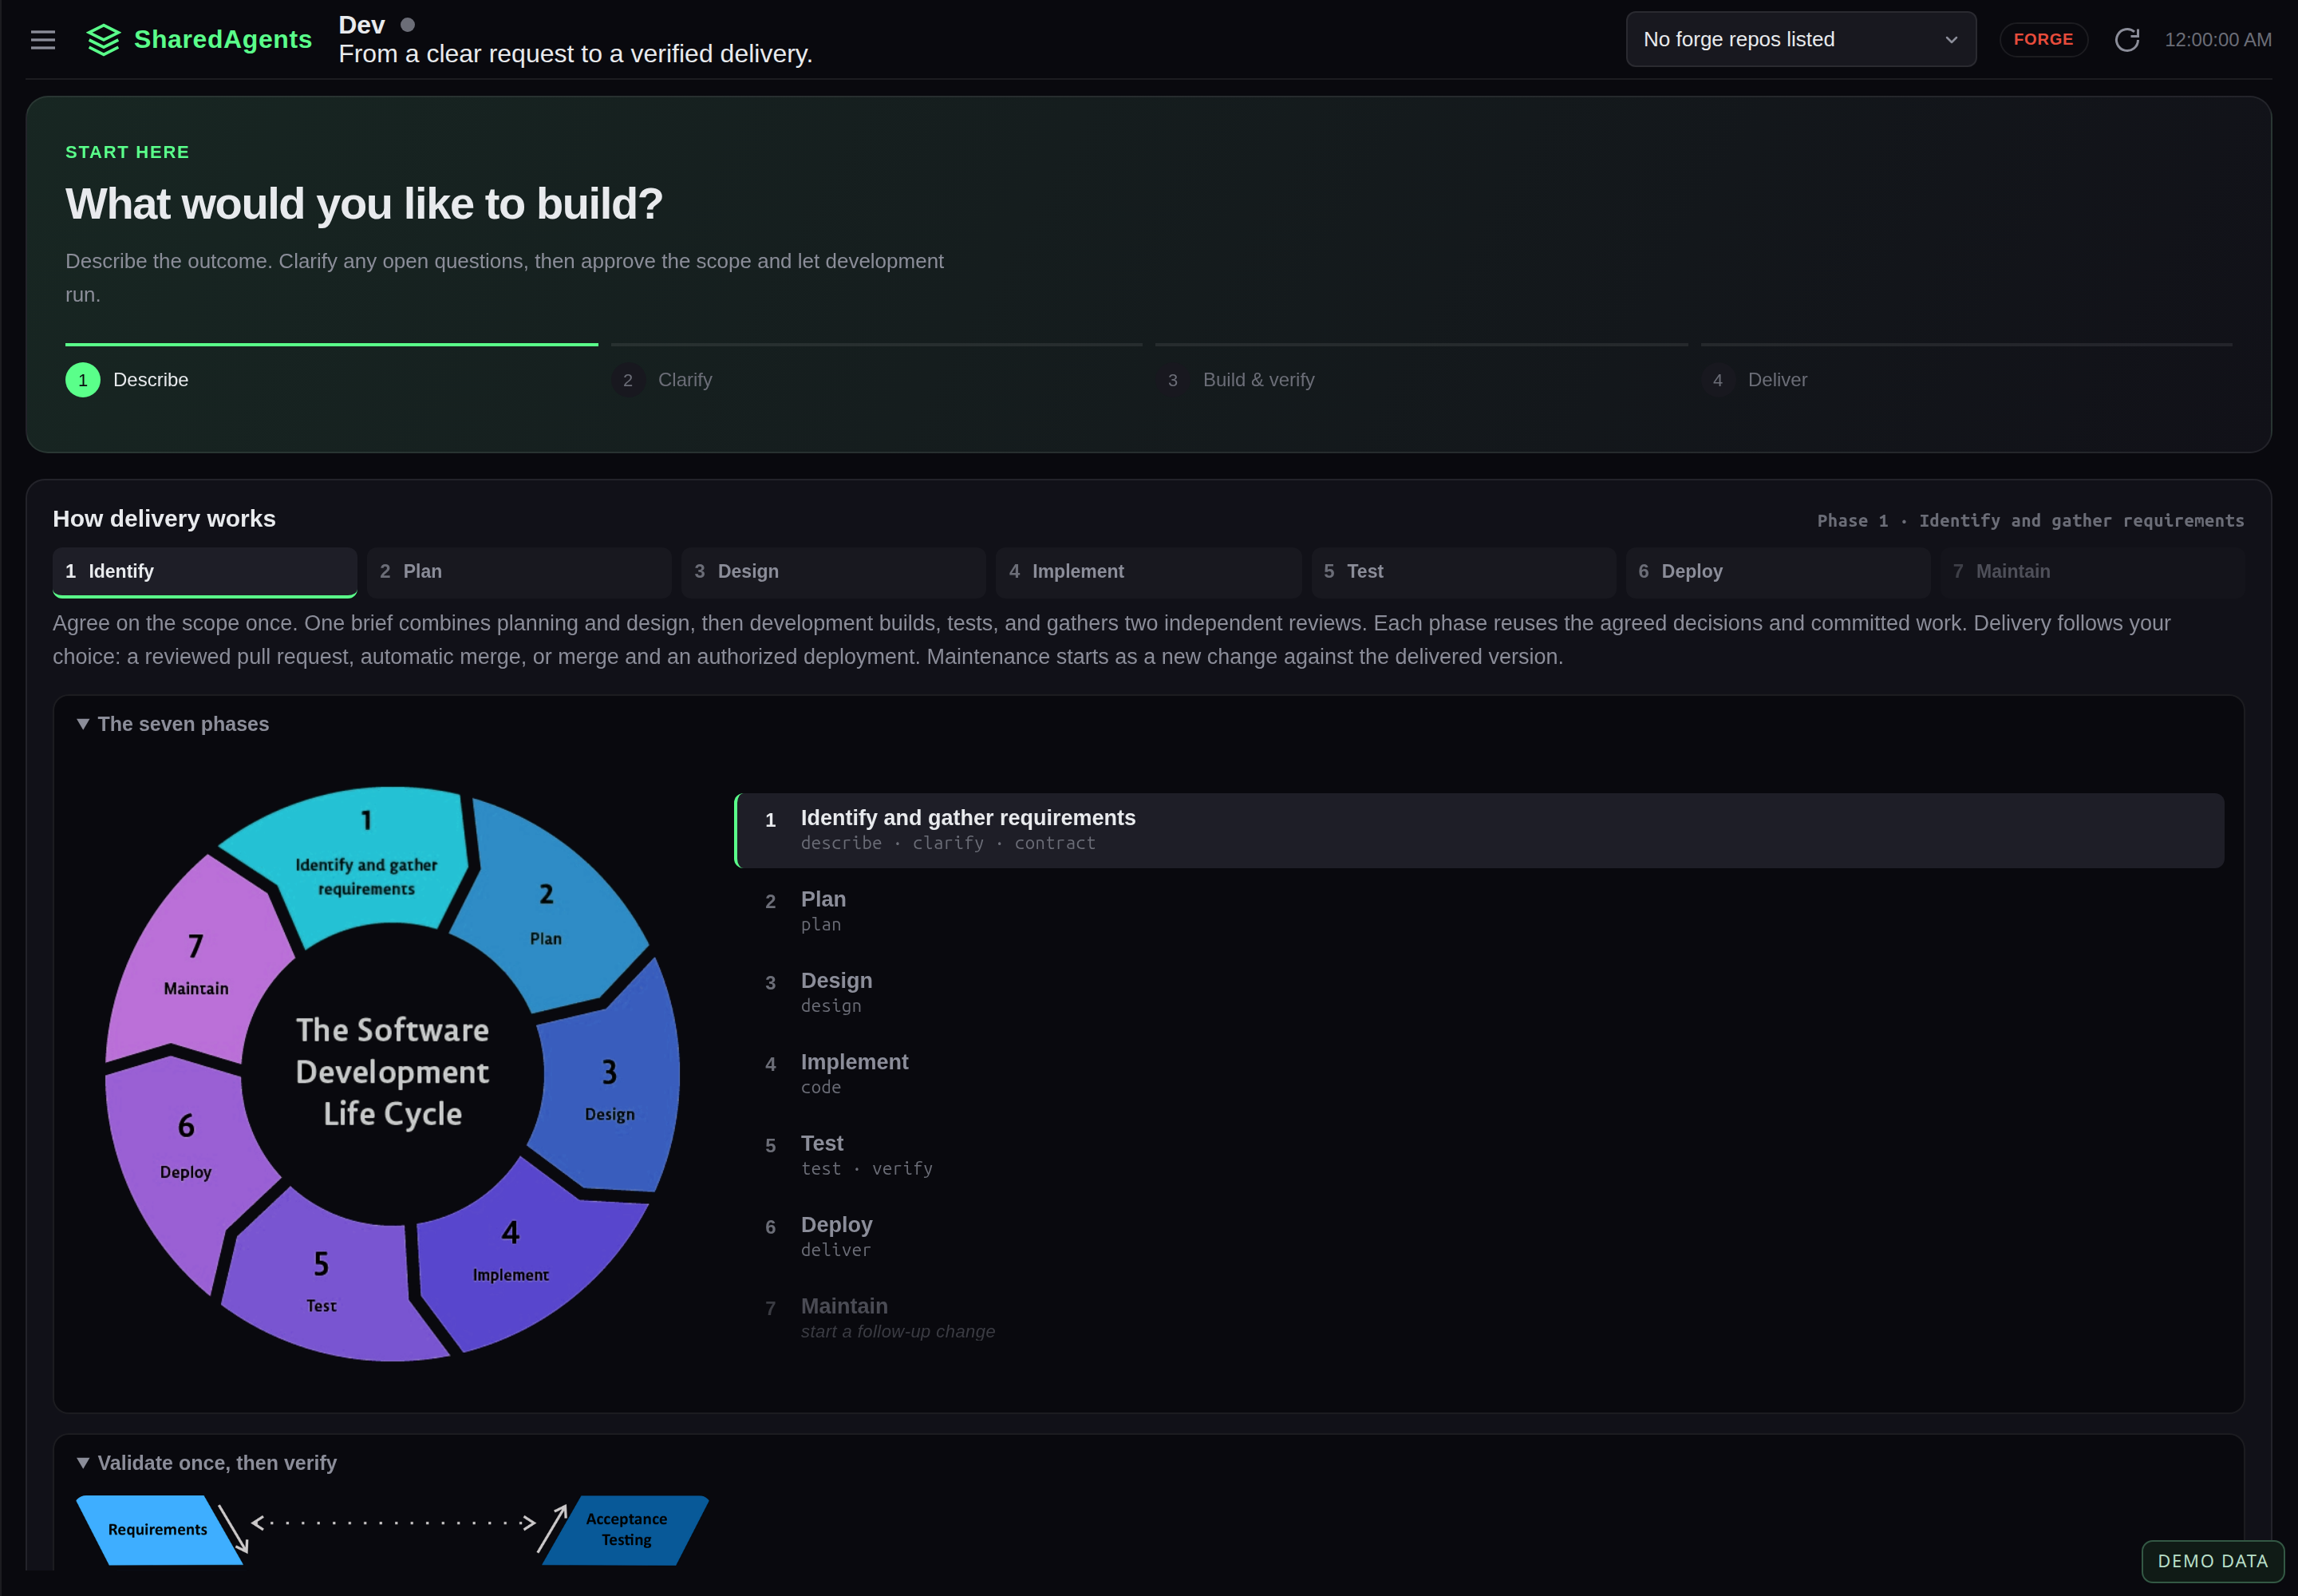 SharedAgents
Dev
From a clear request to a verified delivery.
No forge repos listed
FORGE
12:00:00 AM
START HERE
What would you like to build?
Describe the outcome. Clarify any open questions, then approve the scope and let development
run.
1 Describe
2 Clarify
3 Build & verify
4 Deliver
How delivery works
Phase 1 · Identify and gather requirements
1 Identify
2 Plan
3 Design
4 Implement
5 Test
6 Deploy
7 Maintain
Agree on the scope once. One brief combines planning and design, then development builds, tests, and gathers two independent reviews. Each phase reuses the agreed decisions and committed work. Delivery follows your
choice: a reviewed pull request, automatic merge, or merge and an authorized deployment. Maintenance starts as a new change against the delivered version.
The seven phases
1
Identify and gather
requirements
2
Plan
3
Design
4
Implement
5
Test
6
Deploy
7
Maintain
The Software
Development
Life Cycle
1 Identify and gather requirements
describe · clarify · contract
2 Plan
plan
3 Design
design
4 Implement
code
5 Test
test · verify
6 Deploy
deliver
7 Maintain
start a follow-up change
Validate once, then verify
Requirements
Acceptance
Testing
DEMO DATA